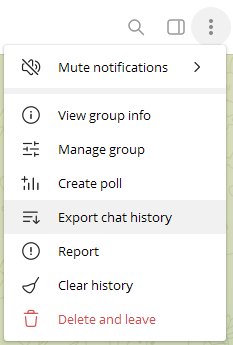 Mute notifications
View group info
Manage group
Create poll
Export chat history
Report
Clear history
Delete and leave